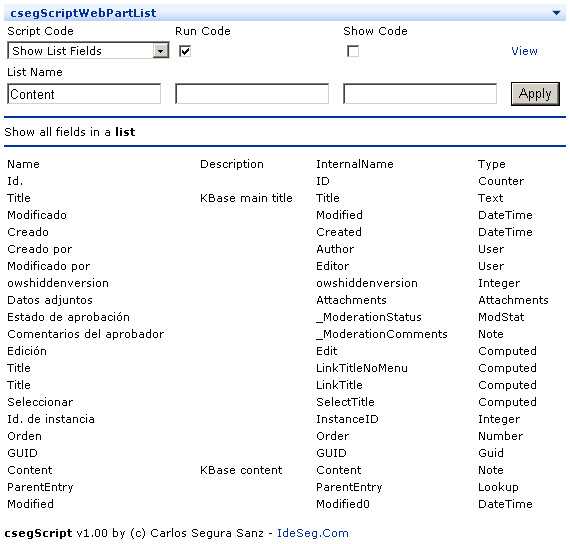 csegScriptWebPartList
Script Code Run Code Show Code
Show List Fields View
List Name
Content Apply
Show all fields in a list
Name Description InternalName Type
Id. ID Counter
Title KBase main title Title Text
Modificado Modified DateTime
Creado Created DateTime
Creado por Author User
Modificado por Editor User
owshiddenversion owshiddenversion Integer
Datos adjuntos Attachments Attachments
Estado de aprobación _ModerationStatus ModStat
Comentarios del aprobador _ModerationComments Note
Edición Edit Computed
Title LinkTitleNoMenu Computed
Title LinkTitle Computed
Seleccionar SelectTitle Computed
Id. de instancia InstanceID Integer
Orden Order Number
GUID GUID Guid
Content KBase content Content Note
ParentEntry ParentEntry Lookup
Modified Modified0 DateTime
csegScript v1.00 by (c) Carlos Segura Sanz - IdeSeg.Com